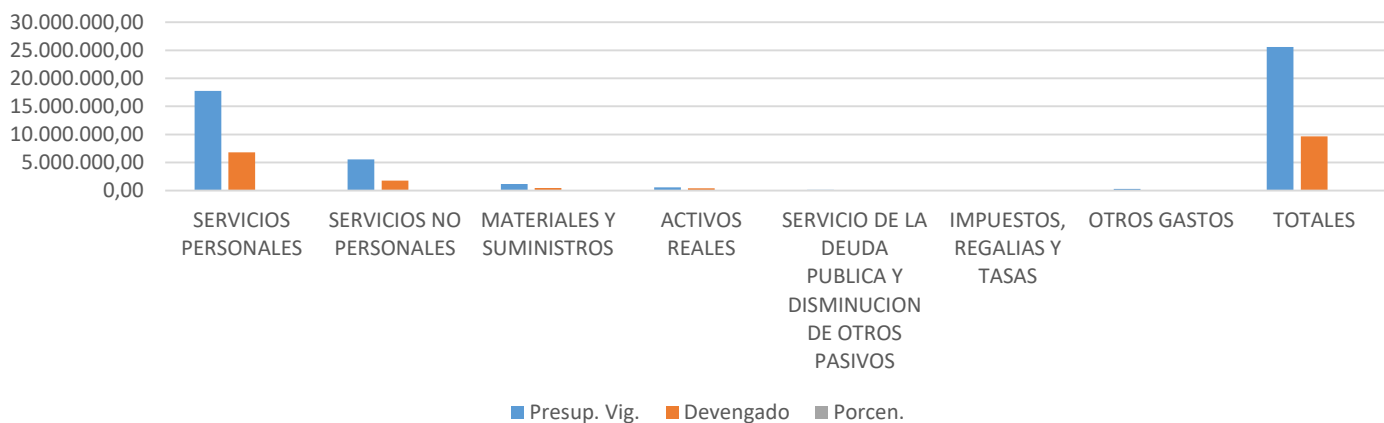 30.000.000,00
25.000.000,00
20.000.000,00
15.000.000,00
10.000.000,00
5.000.000,00
0,00
SERVICIOS
PERSONALES
SERVICIOS NO
PERSONALES
MATERIALES Y
SUMINISTROS
ACTIVOS
REALES
SERVICIO DE LA
DEUDA
PUBLICA Y
DISMINUCION
DE OTROS
PASIVOS
IMPUESTOS,
REGALIAS Y
TASAS
OTROS GASTOS
TOTALES
Presup. Vig. Devengado Porcen.